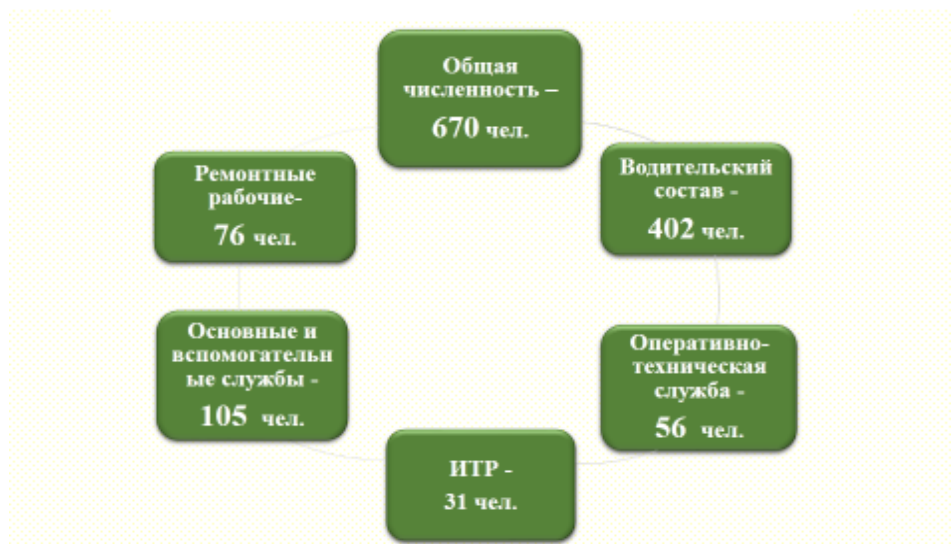 Общая
численность –
670 чел.
Водительский
состав -
402 чел.
Оперативно-
техническая
служба -
56 чел.
ИТР -
31 чел.
Основные и
вспомогательн
ые службы -
105 чел.
Ремонтные
рабочие-
76 чел.